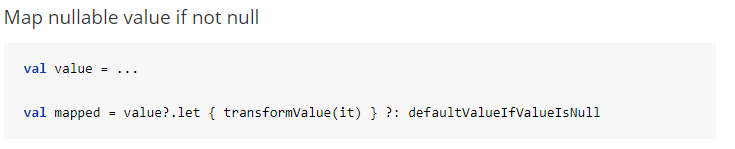 Map nullable value if not null
val value = ...
val mapped = value?.let { transformValue(it) } ?: defaultValueIfValueIsNull